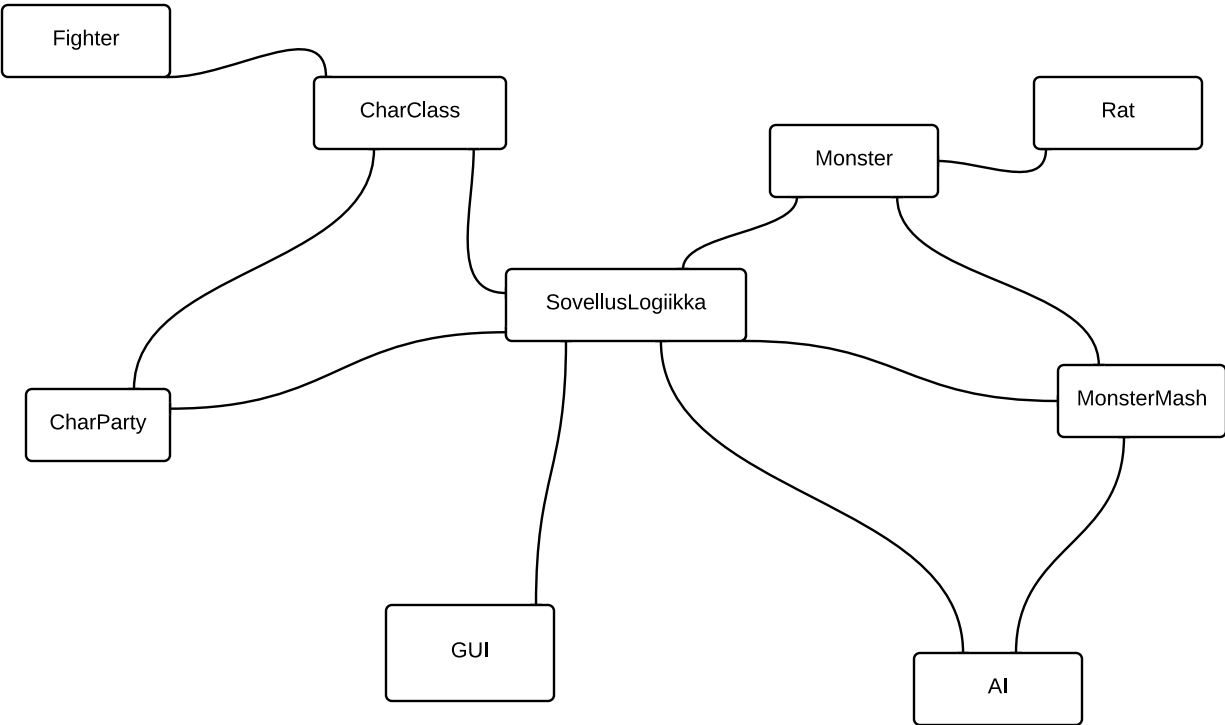 Fighter
CharClass
Rat
Monster
SovellusLogiikka
CharParty
MonsterMash
GUI
AI